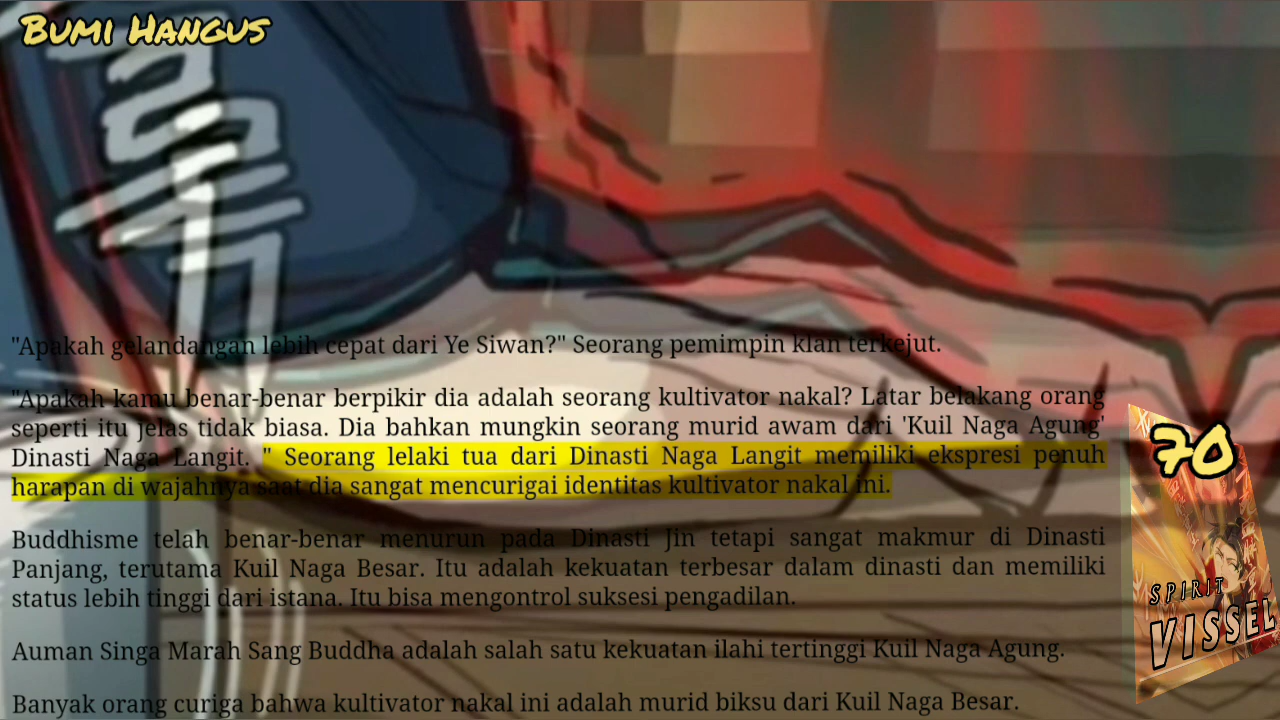 BUMI HANGUS
"Apakah gelandangan lebih cepat dari Ye Siwan?" Seorang pemimpin klan terkejut.
"Apakah kamu benar-benar berpikir dia adalah seorang kultivator nakal? Latar belakang orang
seperti itu jelas tidak biasa. Dia bahkan mungkin seorang murid awam dari 'Kuil Naga Agung'
Dinasti Naga Langit. " Seorang lelaki tua dari Dinasti Naga Langit memiliki ekspresi penuh
harapan di wajahnya saat dia sangat mencurigai identitas kultivator nakal ini.
Buddhisme telah benar-benar menurun pada Dinasti Jin tetapi sangat makmur di Dinasti
Panjang, terutama Kuil Naga Besar. Itu adalah kekuatan terbesar dalam dinasti dan memiliki
status lebih tinggi dari istana. Itu bisa mengontrol suksesi pengadilan.
Auman Singa Marah Sang Buddha adalah salah satu kekuatan ilahi tertinggi Kuil Naga Agung.
Banyak orang curiga bahwa kultivator nakal ini adalah murid biksu dari Kuil Naga Besar.
70
SPIRIT
VISSEL